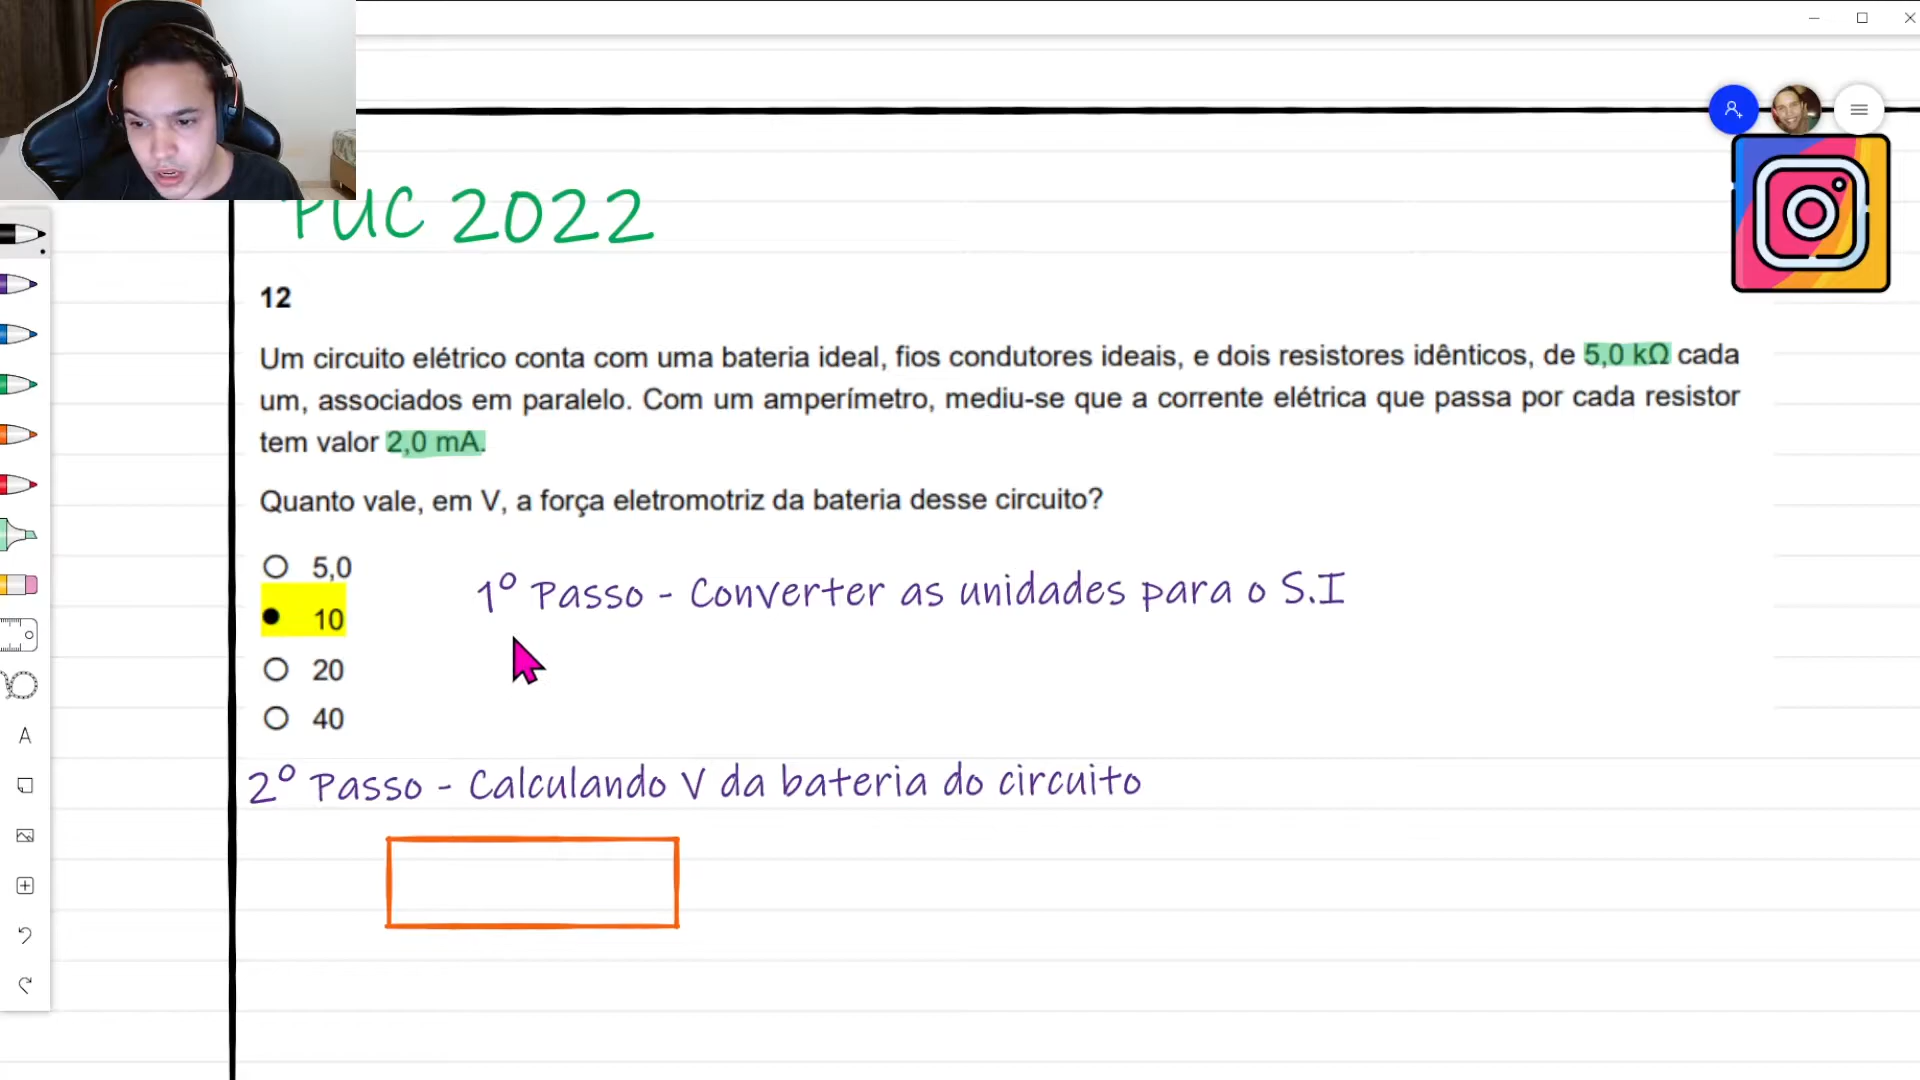 PUC 2022
12
Um circuito elétrico conta com uma bateria ideal, fios condutores ideais, e dois resistores idênticos, de 5,0 kΩ cada
um, associados em paralelo. Com um amperímetro, mediu-se que a corrente elétrica que passa por cada resistor
tem valor 2,0 mA.
Quanto vale, em V, a força eletromotriz da bateria desse circuito?
5,0
10
20
40
1º Passo - Converter as unidades para o S.I
2º Passo - Calculando V da bateria do circuito